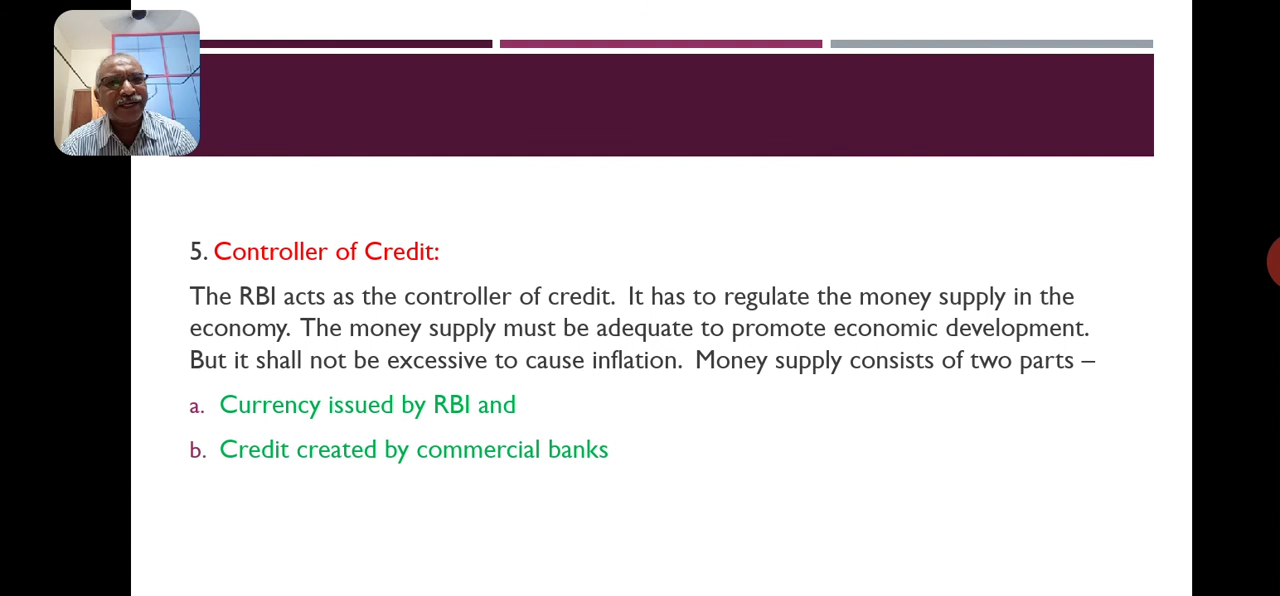 5. Controller of Credit:
The RBI acts as the controller of credit. It has to regulate the money supply in the
economy. The money supply must be adequate to promote economic development.
But it shall not be excessive to cause inflation. Money supply consists of two parts –
a. Currency issued by RBI and
b. Credit created by commercial banks